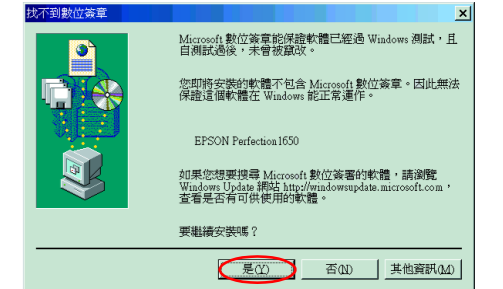 找不到數位簽章
Microsoft 數位簽章能保證軟體已經過 Windows 測試，且
自測試過後，未曾被竄改。
您即將安裝的軟體不包含 Microsoft 數位簽章。因此無法
保證這個軟體在 Windows 能正常運作。
EPSON Perfection1650
如果您想要搜尋 Microsoft 數位簽署的軟體，請瀏覽
Windows Update 網站 http://windowsupdate.microsoft.com，
查看是否有可供使用的軟體。
要繼續安裝嗎？
是(Y) 否(N) 其他資訊(M)